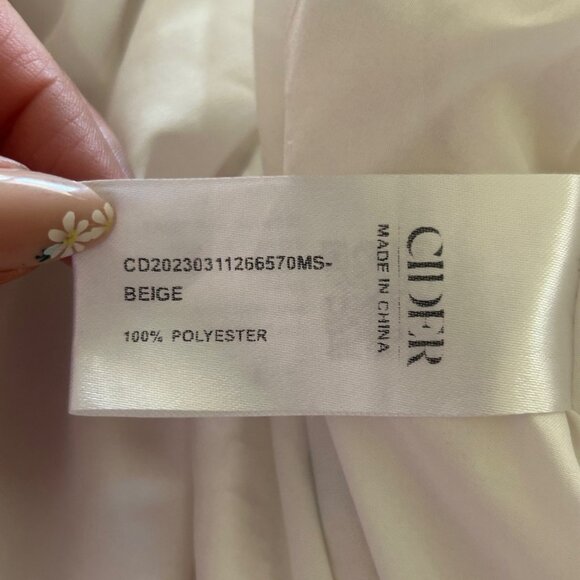 CD20230311266570MS-
BEIGE
100% POLYESTER
CIDER
MADE IN CHINA